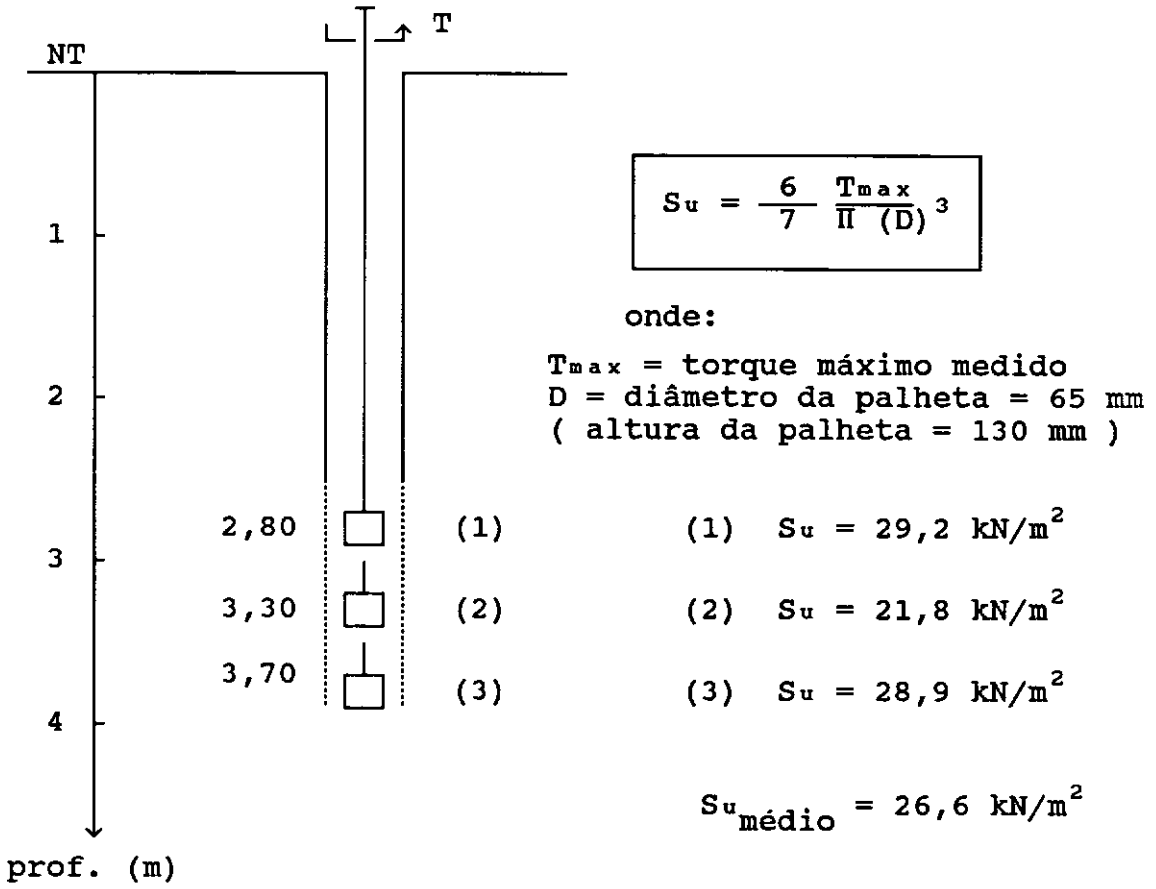 T
NT
Su = 6/7 Tmax/Π (D)³
1
onde:
Tmax = torque máximo medido
D = diâmetro da palheta = 65 mm
( altura da palheta = 130 mm )
2
2,80 (1) (1) Su = 29,2 kN/m²
3
3,30 (2) (2) Su = 21,8 kN/m²
3,70 (3) (3) Su = 28,9 kN/m²
4
Su médio = 26,6 kN/m²
prof. (m)